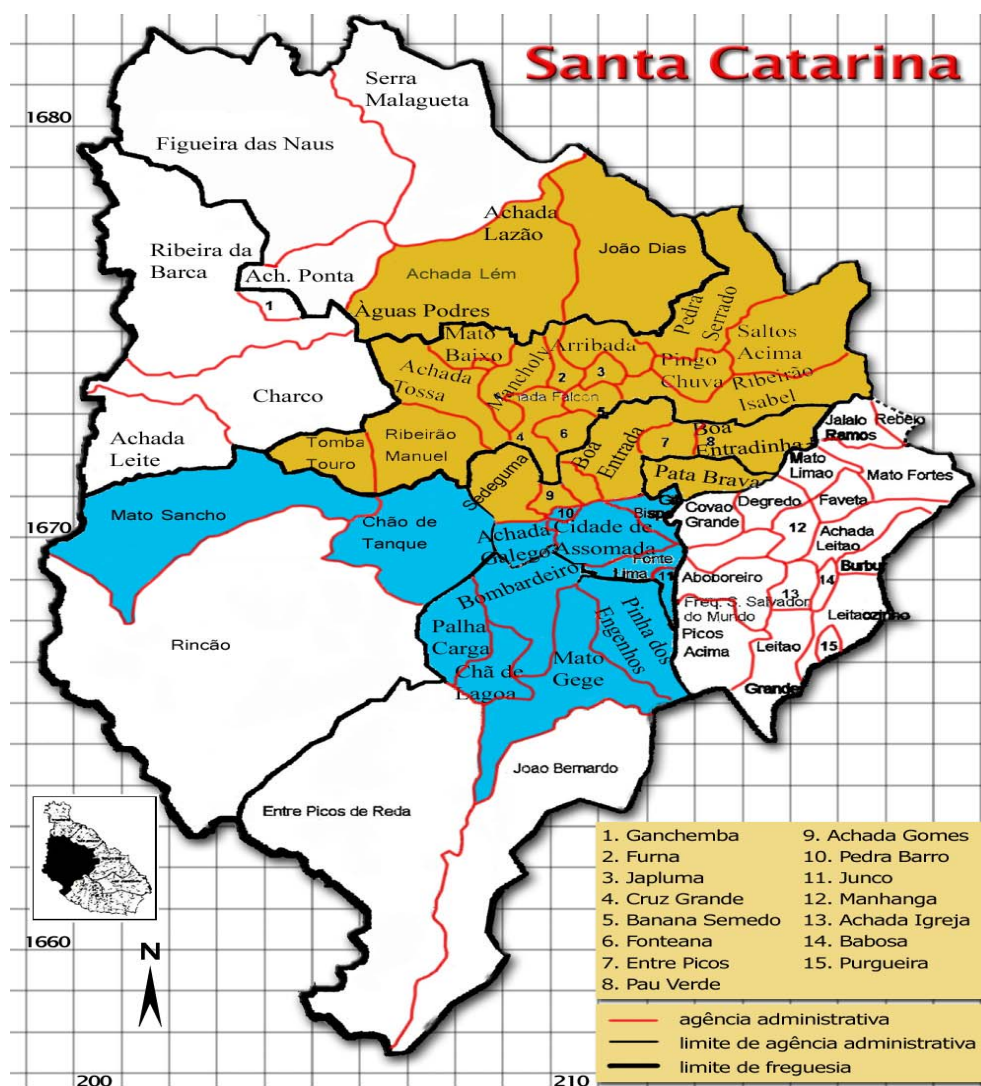 Santa Catarina
Serra
Malagueta
1680
Figueira das Naus
Achada
Lazão
João Dias
Ribeira da
Barca
Ach. Ponta
Achada Lém
1
Àguas Podres
Pedra
Serrado
Mato
Baixo
Mancholy
Arribada
Saltos
Acima
Achada
Tossa
2
3
Pingo
Chuva
Ribeirão
Isabel
Charco
Falcon
5
4
6
Achada
Leite
Tomba
Touro
Ribeirão
Manuel
Boa
Entrada
7
8
Boa
Entradinha
Jalalo
Ramos
Rebelo
Sedeguma
Pata Brava
Mato
Limao
Mato Fortes
9
10
Covao
Grande
Degredo
Faveta
12
1670
Mato Sancho
Chão de
Tanque
Achada
Galego
Cidade de
Assomada
Achada
Leitao
Fonte
Lima
11
Bombardeiro
Aboboreiro
14
Burbur
13
Freq. S. Salvador
do Mundo
Leitaozinho
Rincão
Palha
Carga
Pinha dos
Engenhos
Picos
Acima
Leitao
15
Chã de
Lagoa
Mato
Gege
Grande
Joao Bernardo
Entre Picos de Reda
1. Ganchemba
2. Furna
3. Japluma
4. Cruz Grande
5. Banana Semedo
6. Fonteana
7. Entre Picos
8. Pau Verde
9. Achada Gomes
10. Pedra Barro
11. Junco
12. Manhanga
13. Achada Igreja
14. Babosa
15. Purgueira
1660
N
agência administrativa
limite de agência administrativa
limite de freguesia
200
210